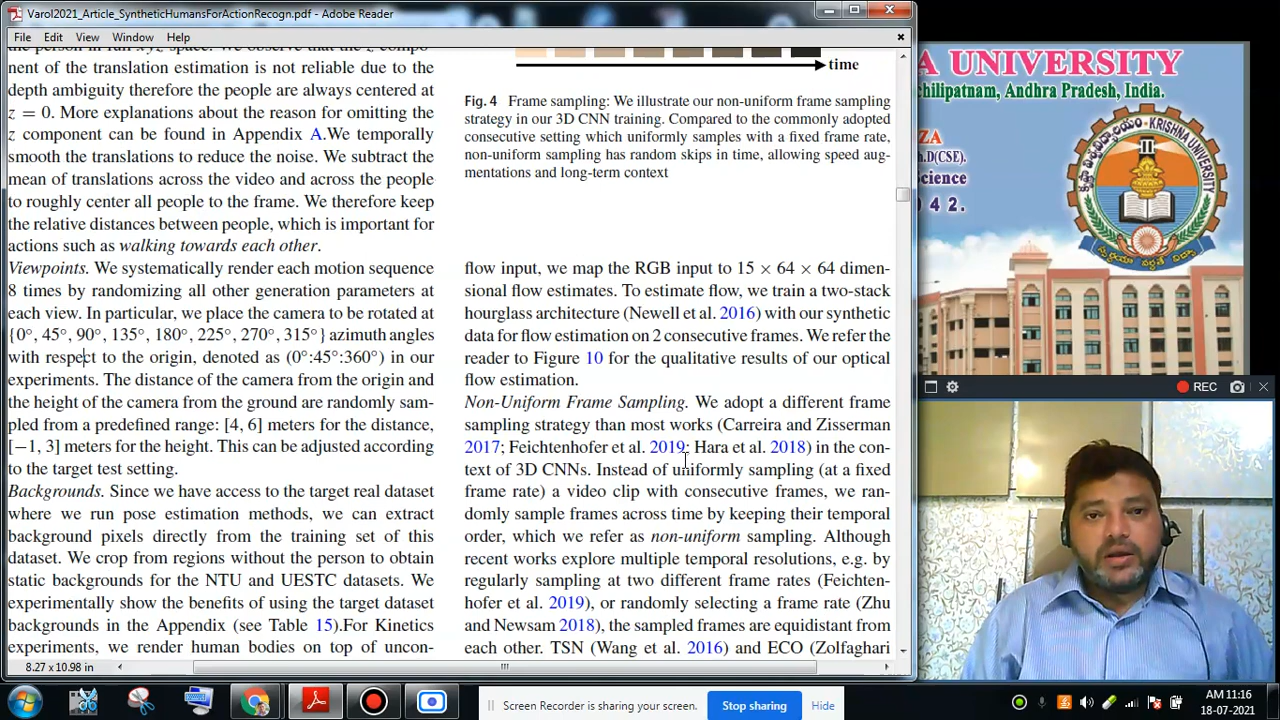 Varol2021_Article_SyntheticHumansForActionRecogn.pdf - Adobe Reader
File Edit View Window Help
the person in full xyz space. We observe that the z compo-
nent of the translation estimation is not reliable due to the
depth ambiguity therefore the people are always centered at
z = 0. More explanations about the reason for omitting the
z component can be found in Appendix A.We temporally
smooth the translations to reduce the noise. We subtract the
mean of translations across the video and across the people
to roughly center all people to the frame. We therefore keep
the relative distances between people, which is important for
actions such as walking towards each other.
Viewpoints. We systematically render each motion sequence
8 times by randomizing all other generation parameters at
each view. In particular, we place the camera to be rotated at
{0°, 45°, 90°, 135°, 180°, 225°, 270°, 315°} azimuth angles
with respect to the origin, denoted as (0°:45°:360°) in our
experiments. The distance of the camera from the origin and
the height of the camera from the ground are randomly sam-
pled from a predefined range: [4, 6] meters for the distance,
[−1, 3] meters for the height. This can be adjusted according
to the target test setting.
Backgrounds. Since we have access to the target real dataset
where we run pose estimation methods, we can extract
background pixels directly from the training set of this
dataset. We crop from regions without the person to obtain
static backgrounds for the NTU and UESTC datasets. We
experimentally show the benefits of using the target dataset
backgrounds in the Appendix (see Table 15).For Kinetics
experiments, we render human bodies on top of uncon-
time
Fig. 4 Frame sampling: We illustrate our non-uniform frame sampling
strategy in our 3D CNN training. Compared to the commonly adopted
consecutive setting which uniformly samples with a fixed frame rate,
non-uniform sampling has random skips in time, allowing speed aug-
mentations and long-term context
flow input, we map the RGB input to 15 × 64 × 64 dimen-
sional flow estimates. To estimate flow, we train a two-stack
hourglass architecture (Newell et al. 2016) with our synthetic
data for flow estimation on 2 consecutive frames. We refer the
reader to Figure 10 for the qualitative results of our optical
flow estimation.
Non-Uniform Frame Sampling. We adopt a different frame
sampling strategy than most works (Carreira and Zisserman
2017; Feichtenhofer et al. 2019; Hara et al. 2018) in the con-
text of 3D CNNs. Instead of uniformly sampling (at a fixed
frame rate) a video clip with consecutive frames, we ran-
domly sample frames across time by keeping their temporal
order, which we refer as non-uniform sampling. Although
recent works explore multiple temporal resolutions, e.g. by
regularly sampling at two different frame rates (Feichten-
hofer et al. 2019), or randomly selecting a frame rate (Zhu
and Newsam 2018), the sampled frames are equidistant from
each other. TSN (Wang et al. 2016) and ECO (Zolfaghari
8.27 x 10.98 in
A UNIVERSITY
chilipatnam, Andhra Pradesh, India.
ZA
h.D(CSE).
Science
042.
KRISHNA UNIVERSITY
REC
Screen Recorder is sharing your screen.
Stop sharing
Hide
AM 11:16
18-07-2021